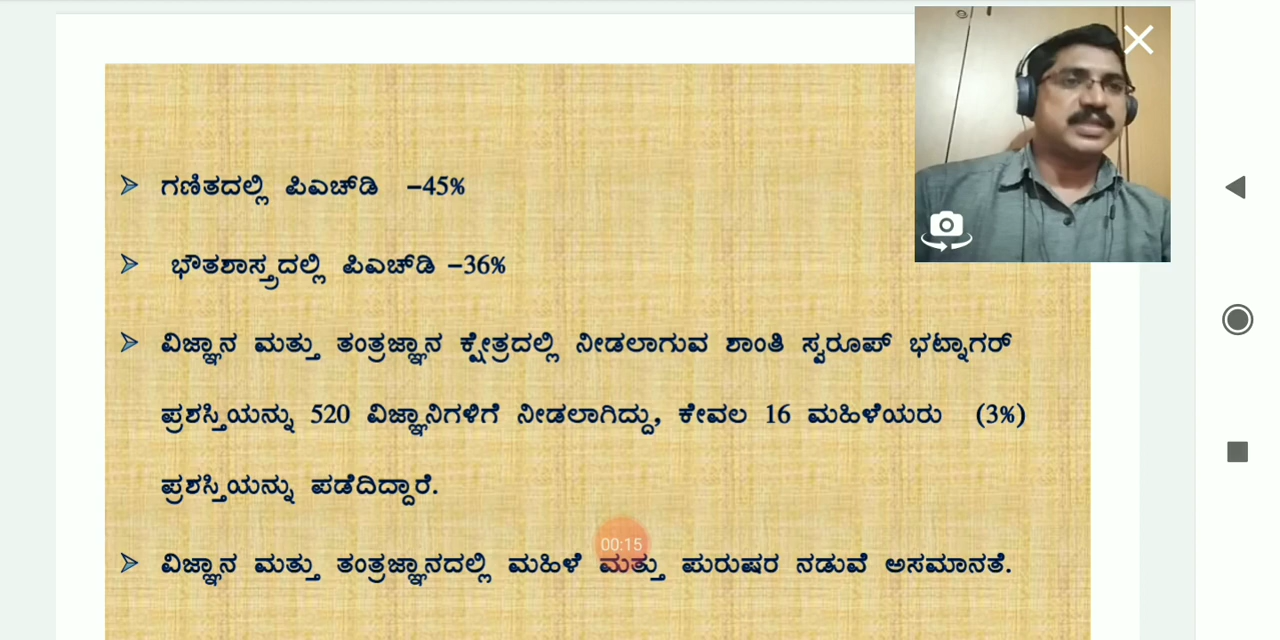 ಗಣಿತದಲ್ಲಿ ಪಿಎಚ್‌ಡಿ –45%
ಭೌತಶಾಸ್ತ್ರದಲ್ಲಿ ಪಿಎಚ್‌ಡಿ –36%
ವಿಜ್ಞಾನ ಮತ್ತು ತಂತ್ರಜ್ಞಾನ ಕ್ಷೇತ್ರದಲ್ಲಿ ನೀಡಲಾಗುವ ಶಾಂತಿ ಸ್ವರೂಪ್ ಭಟ್ನಾಗರ್
ಪ್ರಶಸ್ತಿಯನ್ನು 520 ವಿಜ್ಞಾನಿಗಳಿಗೆ ನೀಡಲಾಗಿದ್ದು, ಕೇವಲ 16 ಮಹಿಳೆಯರು (3%)
ಪ್ರಶಸ್ತಿಯನ್ನು ಪಡೆದಿದ್ದಾರೆ.
00:15
ವಿಜ್ಞಾನ ಮತ್ತು ತಂತ್ರಜ್ಞಾನದಲ್ಲಿ ಮಹಿಳೆ ಮತ್ತು ಪುರುಷರ ನಡುವೆ ಅಸಮಾನತೆ.